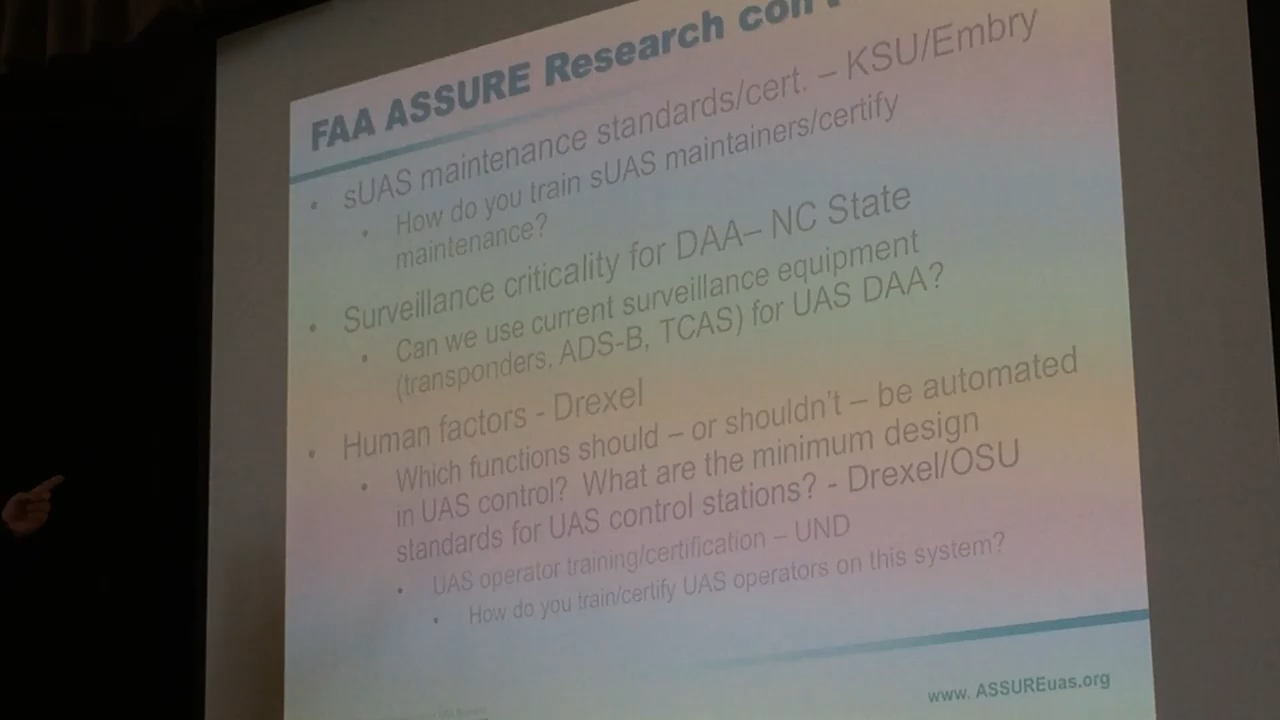 FAA ASSURE Research con't
• sUAS maintenance standards/cert. – KSU/Embry
• How do you train sUAS maintainers/certify
maintenance?
• Surveillance criticality for DAA– NC State
• Can we use current surveillance equipment
(transponders, ADS-B, TCAS) for UAS DAA?
• Human factors - Drexel
• Which functions should – or shouldn't – be automated
in UAS control? What are the minimum design
standards for UAS control stations? - Drexel/OSU
• UAS operator training/certification – UND
• How do you train/certify UAS operators on this system?
www. ASSUREuas.org